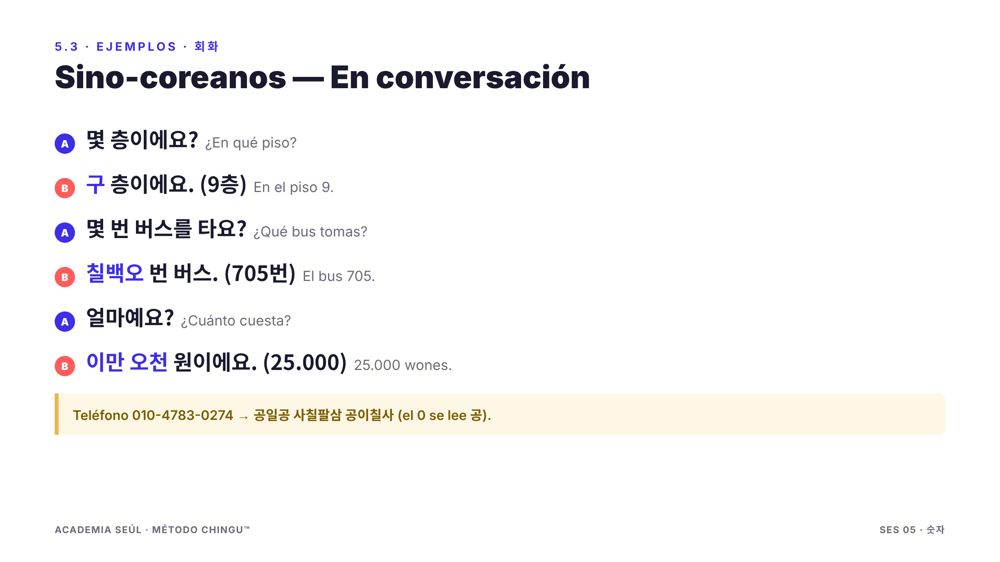 5.3 · EJEMPLOS · 회화
Sino-coreanos — En conversación
A 몇 층이에요? ¿En qué piso?
B 구 층이에요. (9층) En el piso 9.
A 몇 번 버스를 타요? ¿Qué bus tomas?
B 칠백오 번 버스. (705번) El bus 705.
A 얼마예요? ¿Cuánto cuesta?
B 이만 오천 원이에요. (25.000) 25.000 wones.
Teléfono 010-4783-0274 → 공일공 사칠팔삼 공이칠사 (el 0 se lee 공).
ACADEMIA SEÚL · MÉTODO CHINGU™
SES 05 · 숫자